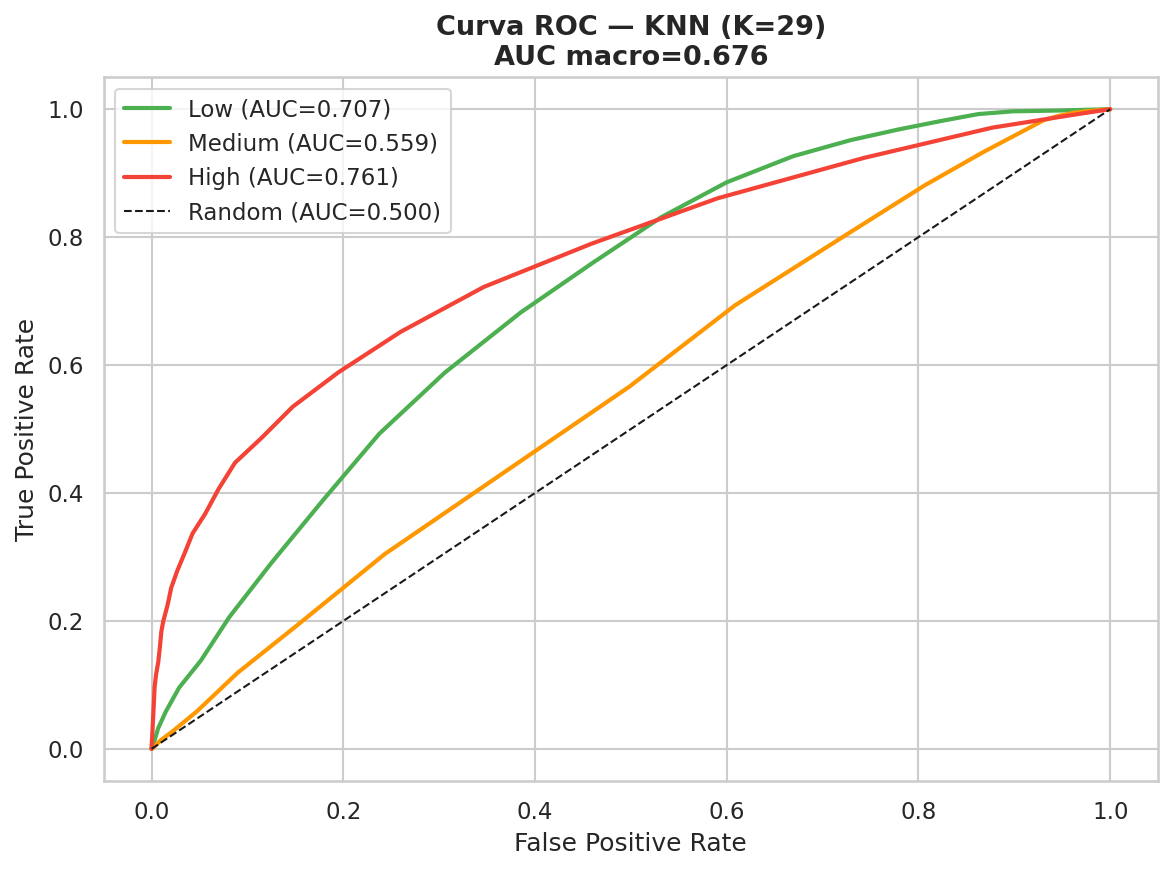 Curva ROC — KNN (K=29)
AUC macro=0.676
Low (AUC=0.707)
Medium (AUC=0.559)
High (AUC=0.761)
Random (AUC=0.500)
True Positive Rate
1.0
0.8
0.6
0.4
0.2
0.0
0.0 0.2 0.4 0.6 0.8 1.0
False Positive Rate